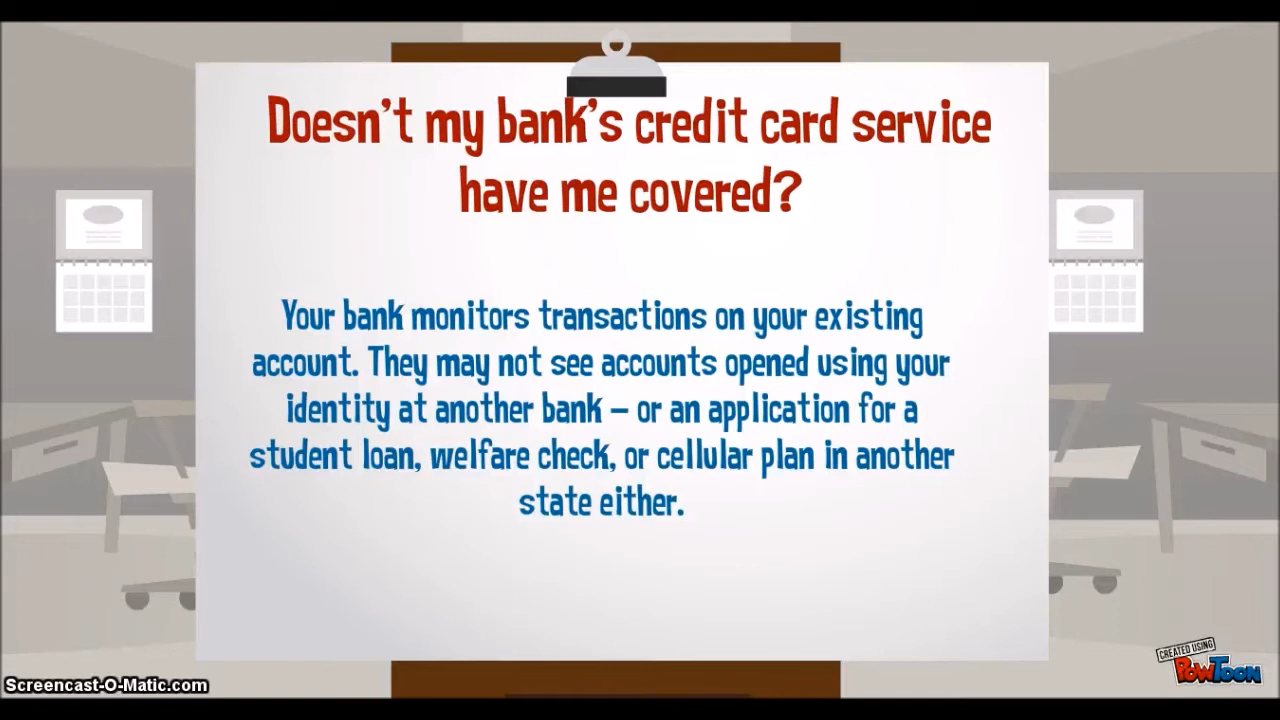 Doesn't my bank's credit card service
have me covered?
Your bank monitors transactions on your existing
account. They may not see accounts opened using your
identity at another bank – or an application for a
student loan, welfare check, or cellular plan in another
state either.
CREATED USING
POWTOON
Screencast-O-Matic.com